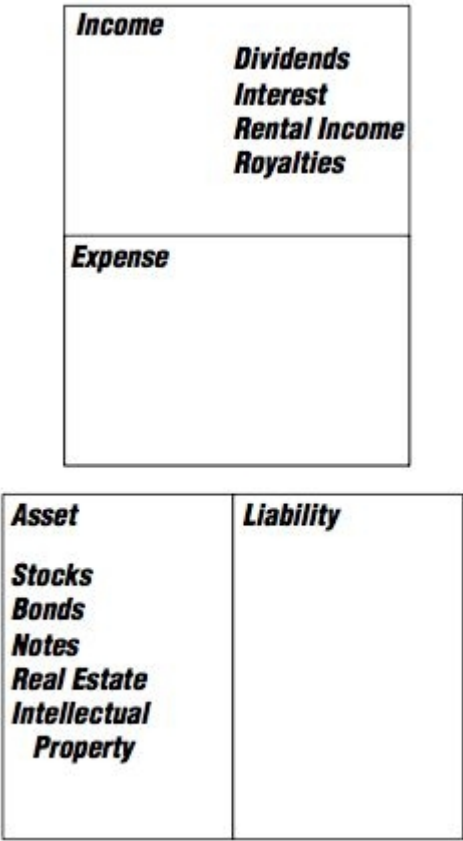 Income
Dividends
Interest
Rental Income
Royalties
Expense
Asset
Stocks
Bonds
Notes
Real Estate
Intellectual
Property
Liability